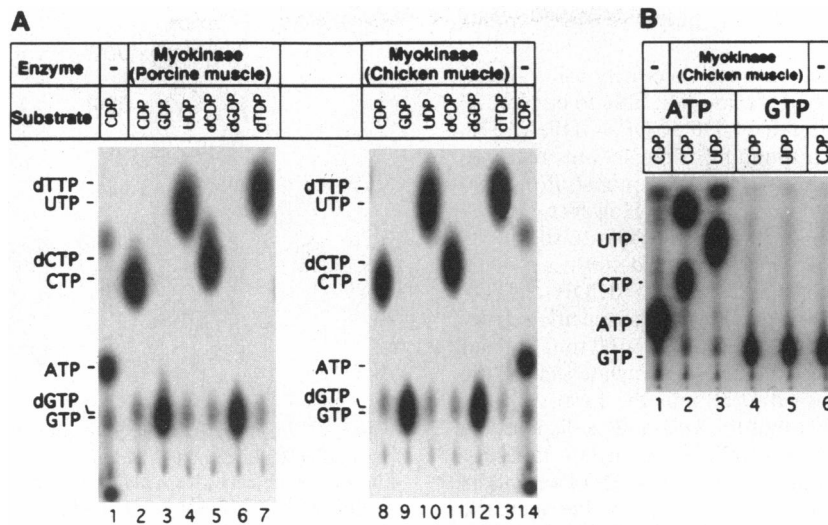 A
Enzyme - Myokinase (Porcine muscle) Myokinase (Chicken muscle) -
Substrate CDP CDP GDP UDP dCDP dGDP dTDP CDP GDP UDP dCDP dGDP dTDP CDP
dTTP - dTTP -
UTP - UTP -
dCTP - dCTP -
CTP - CTP -
ATP - ATP -
dGTP dGTP
GTP = GTP =
1 2 3 4 5 6 7 8 9 10 11 12 13 14
B
- Myokinase (Chicken muscle) -
ATP GTP
CDP CDP UDP CDP UDP CDP
UTP -
CTP -
ATP -
GTP -
1 2 3 4 5 6